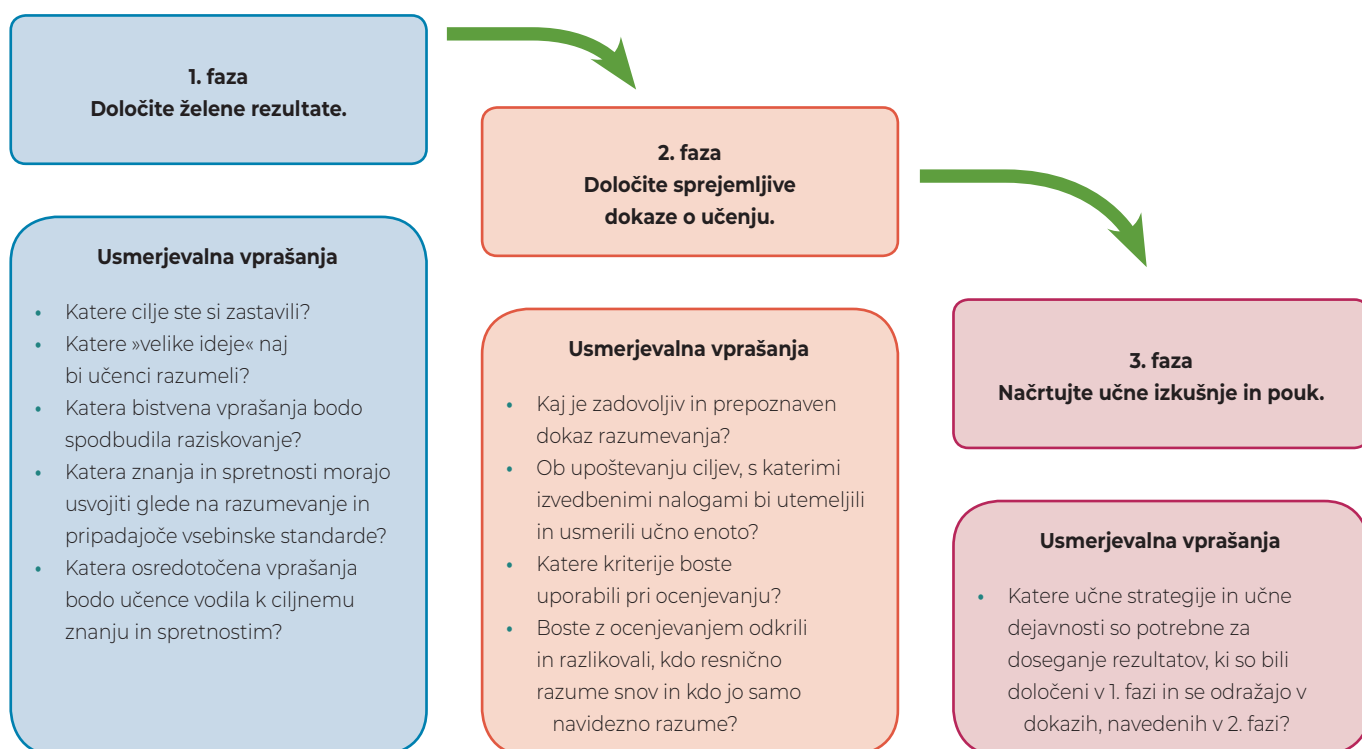 1. faza
Določite želene rezultate.
Usmerjevalna vprašanja
• Katere cilje ste si zastavili?
• Katere »velike ideje« naj
bi učenci razumeli?
• Katera bistvena vprašanja bodo
spodbudila raziskovanje?
• Katera znanja in spretnosti morajo
usvojiti glede na razumevanje in
pripadajoče vsebinske standarde?
• Katera osredotočena vprašanja
bodo učence vodila k ciljnemu
znanju in spretnostim?
2. faza
Določite sprejemljive
dokaze o učenju.
Usmerjevalna vprašanja
• Kaj je zadovoljiv in prepoznaven
dokaz razumevanja?
• Ob upoštevanju ciljev, s katerimi
izvedbenimi nalogami bi utemeljili
in usmerili učno enoto?
• Katere kriterije boste
uporabili pri ocenjevanju?
• Boste z ocenjevanjem odkrili
in razlikovali, kdo resnično
razume snov in kdo jo samo
navidezno razume?
3. faza
Načrtujte učne izkušnje in pouk.
Usmerjevalna vprašanja
• Katere učne strategije in učne
dejavnosti so potrebne za
doseganje rezultatov, ki so bili
določeni v 1. fazi in se odražajo v
dokazih, navedenih v 2. fazi?